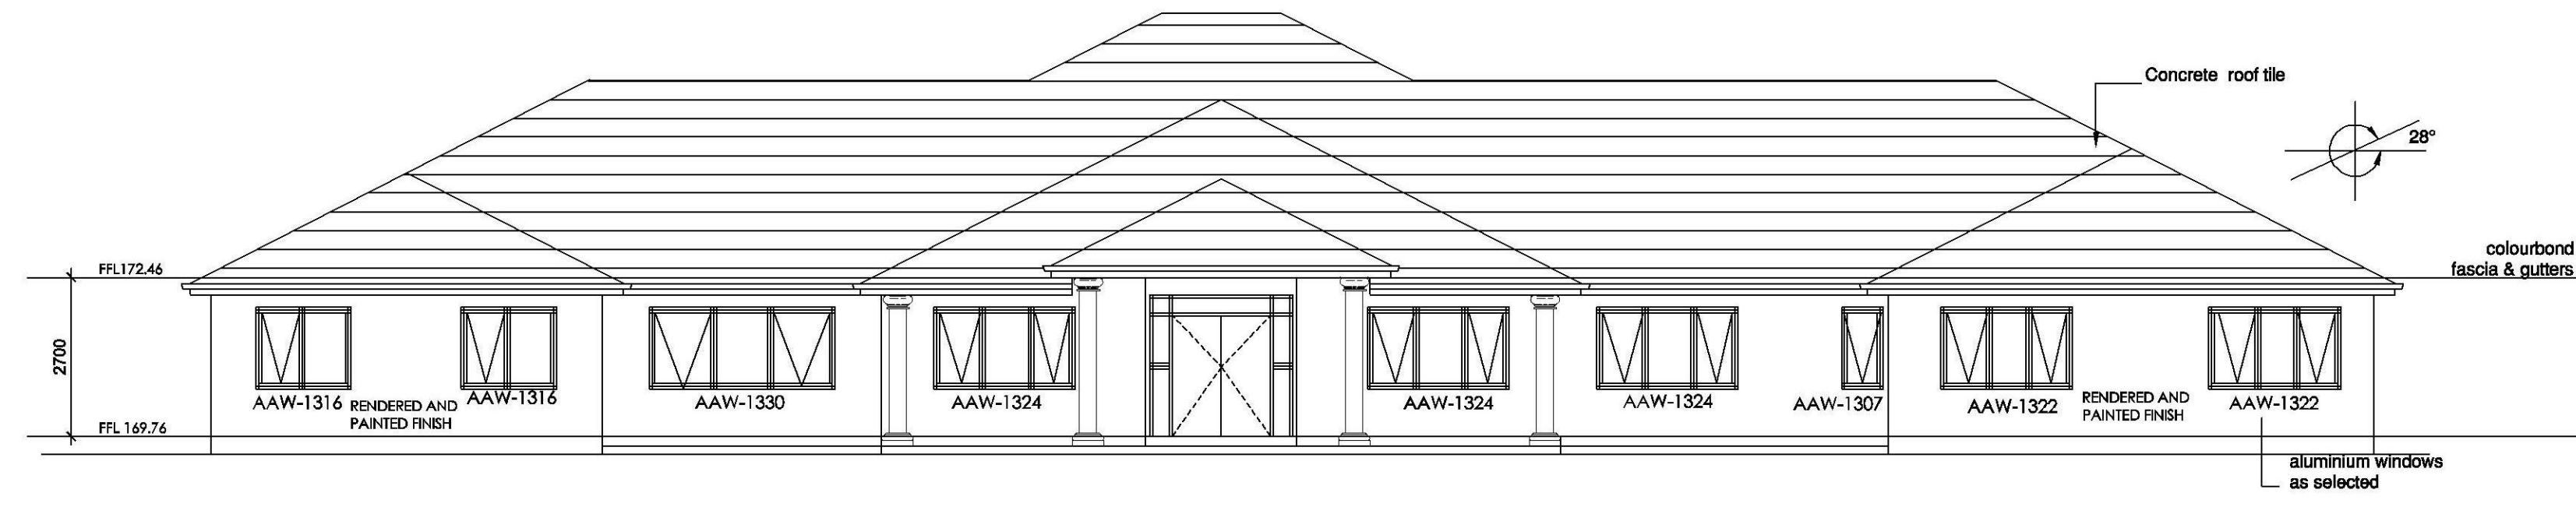 Concrete roof tile
28°
colourbond
fascia & gutters
FFL172.46
2700
FFL 169.76
AAW-1316
RENDERED AND
PAINTED FINISH
AAW-1316
AAW-1330
AAW-1324
AAW-1324
AAW-1324
AAW-1307
AAW-1322
RENDERED AND
PAINTED FINISH
AAW-1322
aluminium windows
as selected